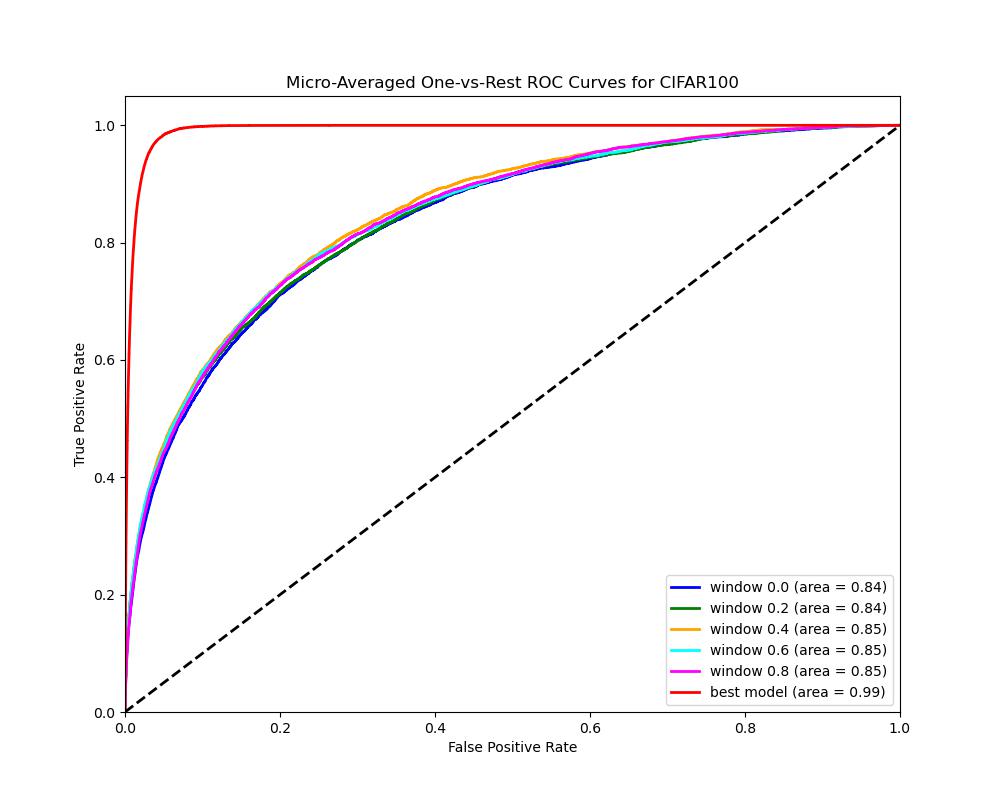 Micro-Averaged One-vs-Rest ROC Curves for CIFAR100
1.0
0.8
0.6
0.4
0.2
0.0
True Positive Rate
0.0 0.2 0.4 0.6 0.8 1.0
False Positive Rate
window 0.0 (area = 0.84)
window 0.2 (area = 0.84)
window 0.4 (area = 0.85)
window 0.6 (area = 0.85)
window 0.8 (area = 0.85)
best model (area = 0.99)